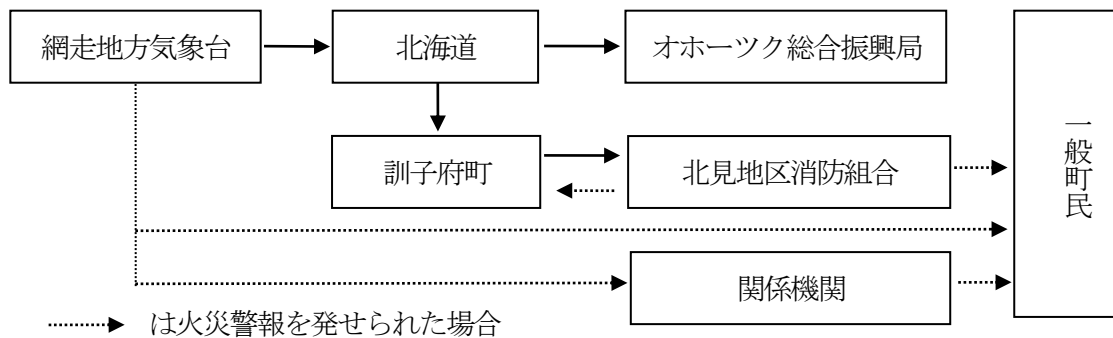 網走地方気象台
北海道
オホーツク総合振興局
一般町民
訓子府町
北見地区消防組合
関係機関
は火災警報を発せられた場合